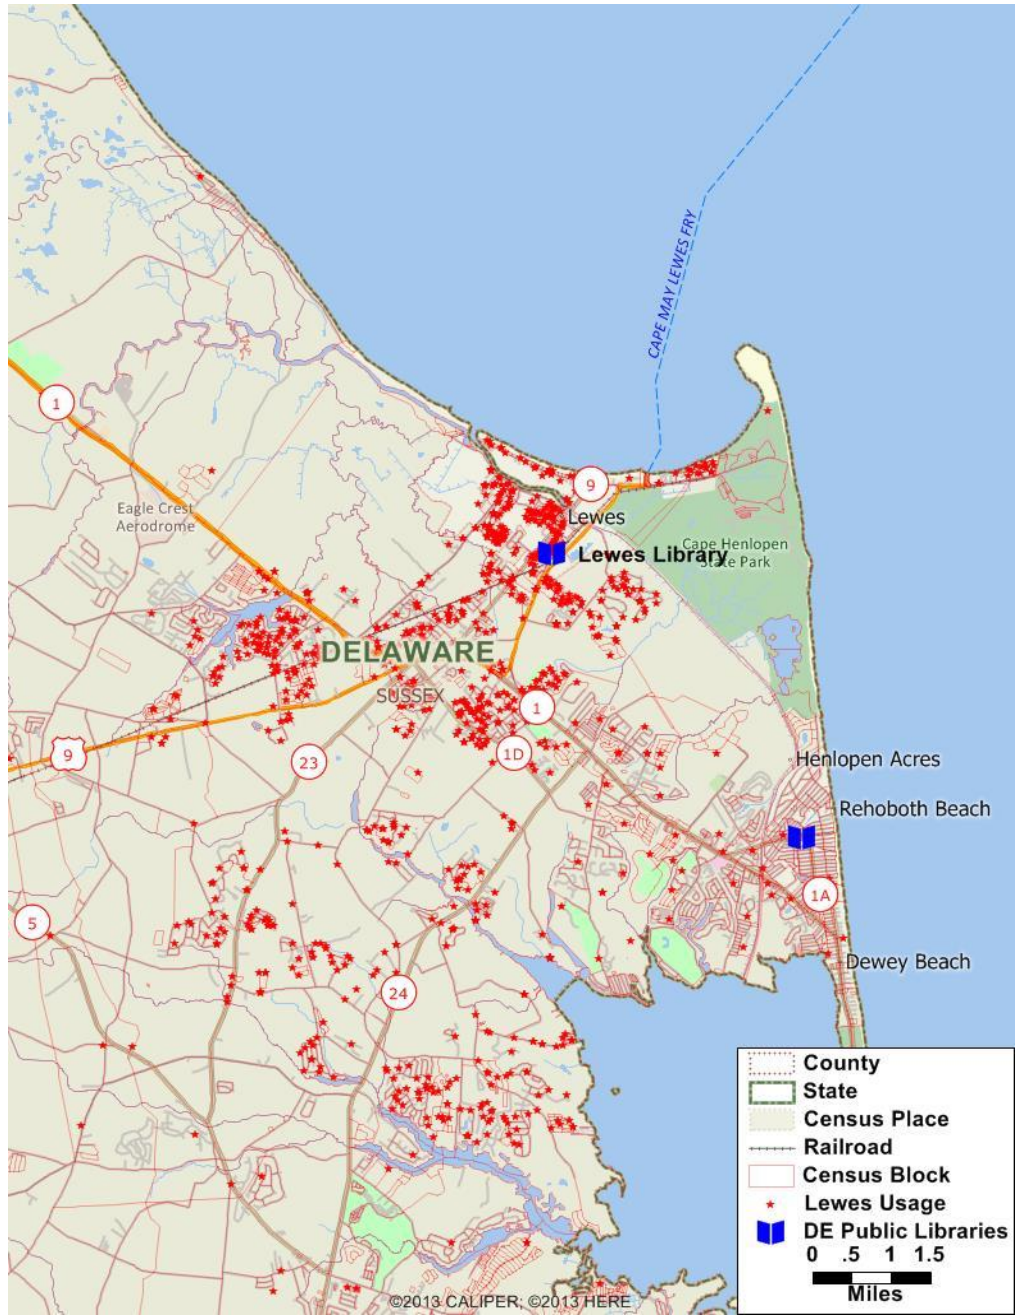 CAPE MAY LEWES FRY
1
9
Eagle Crest
Aerodrome
Lewes
Lewes Library
Cape Henlopen
State Park
DELAWARE
SUSSEX
1
9
23
1D
Henlopen Acres
Rehoboth Beach
1A
5
Dewey Beach
24
County
State
Census Place
Railroad
Census Block
Lewes Usage
DE Public Libraries
0 .5 1 1.5
Miles
©2013 CALIPER; ©2013 HERE